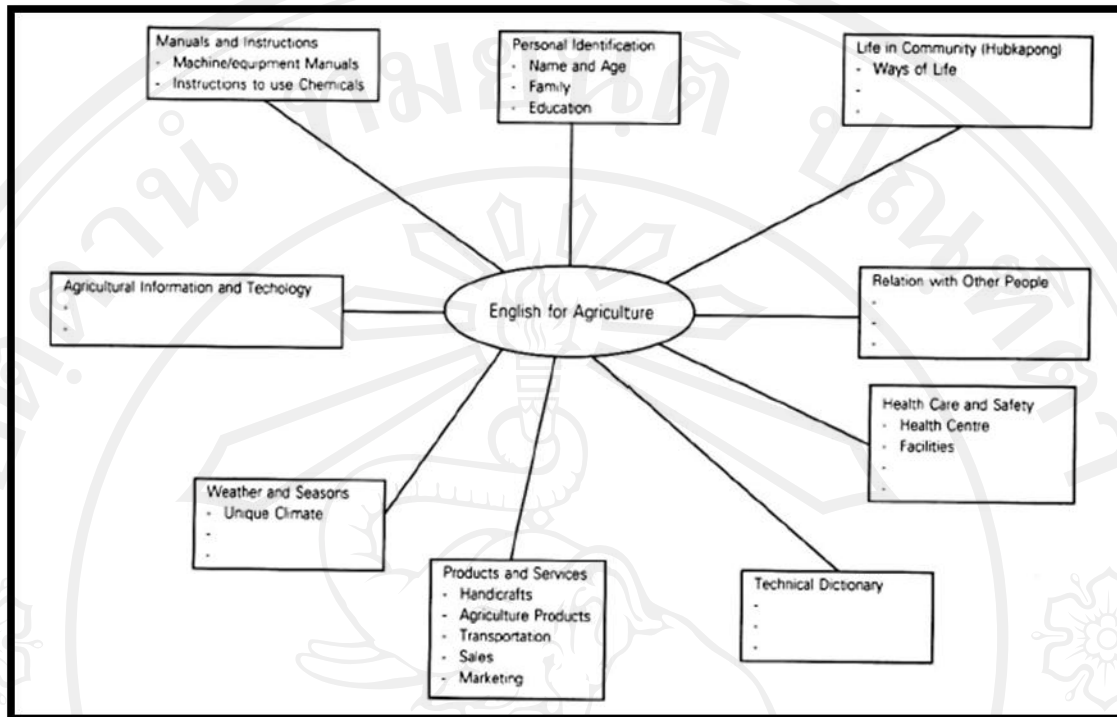 Manuals and Instructions
- Machine/equipment Manuals
- Instructions to use Chemicals
Personal Identification
- Name and Age
- Family
- Education
Life in Community (Hubkapong)
- Ways of Life
-
-
Agricultural Information and Techology
-
-
English for Agriculture
Relation with Other People
-
-
-
Health Care and Safety
- Health Centre
- Facilities
-
-
Weather and Seasons
- Unique Climate
-
-
Products and Services
- Handicrafts
- Agriculture Products
- Transportation
- Sales
- Marketing
Technical Dictionary
-
-
-